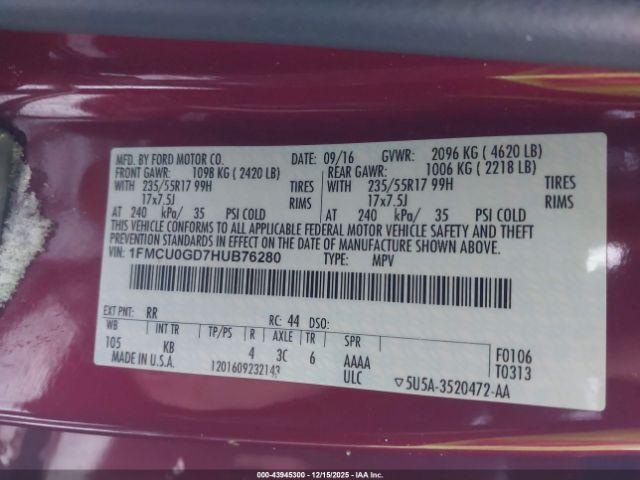 MFD. BY FORD MOTOR CO. DATE: 09/16 GVWR: 2096 KG ( 4620 LB)
FRONT GAWR: 1098 KG ( 2420 LB) REAR GAWR: 1006 KG ( 2218 LB)
WITH 235/55R17 99H TIRES WITH 235/55R17 99H TIRES
17x7.5J RIMS 17x7.5J RIMS
AT 240 kPa/ 35 PSI COLD AT 240 kPa/ 35 PSI COLD
THIS VEHICLE CONFORMS TO ALL APPLICABLE FEDERAL MOTOR VEHICLE SAFETY AND THEFT
PREVENTION STANDARDS IN EFFECT ON THE DATE OF MANUFACTURE SHOWN ABOVE.
VIN: 1FMCU0GD7HUB76280 TYPE: MPV
EXT PNT: RR RC: 44 DSO:
WB INT TR TP/PS R AXLE TR SPR
105 KB 4 3C 6 AAAA F0106
MADE IN U.S.A. 1201609232143 ULC T0313
▽5U5A-3520472-AA
000-43945300 - 12/15/2025 - IAA Inc.